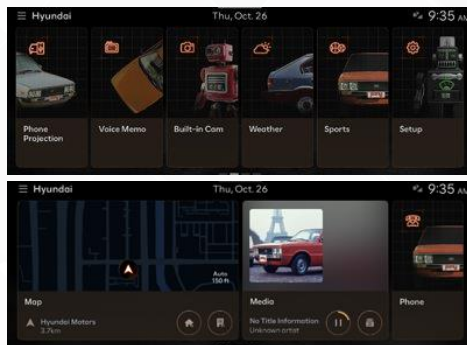 Hyundai
Thu, Oct. 26
9:35 AM
Phone
Projection
Voice Memo
Built-in Cam
Weather
Sports
Setup
Hyundai
Thu, Oct. 26
9:35 AM
Auto
150 ft
Map
Hyundai Motors
3.7km
Media
No Title Information
Unknown artist
Phone